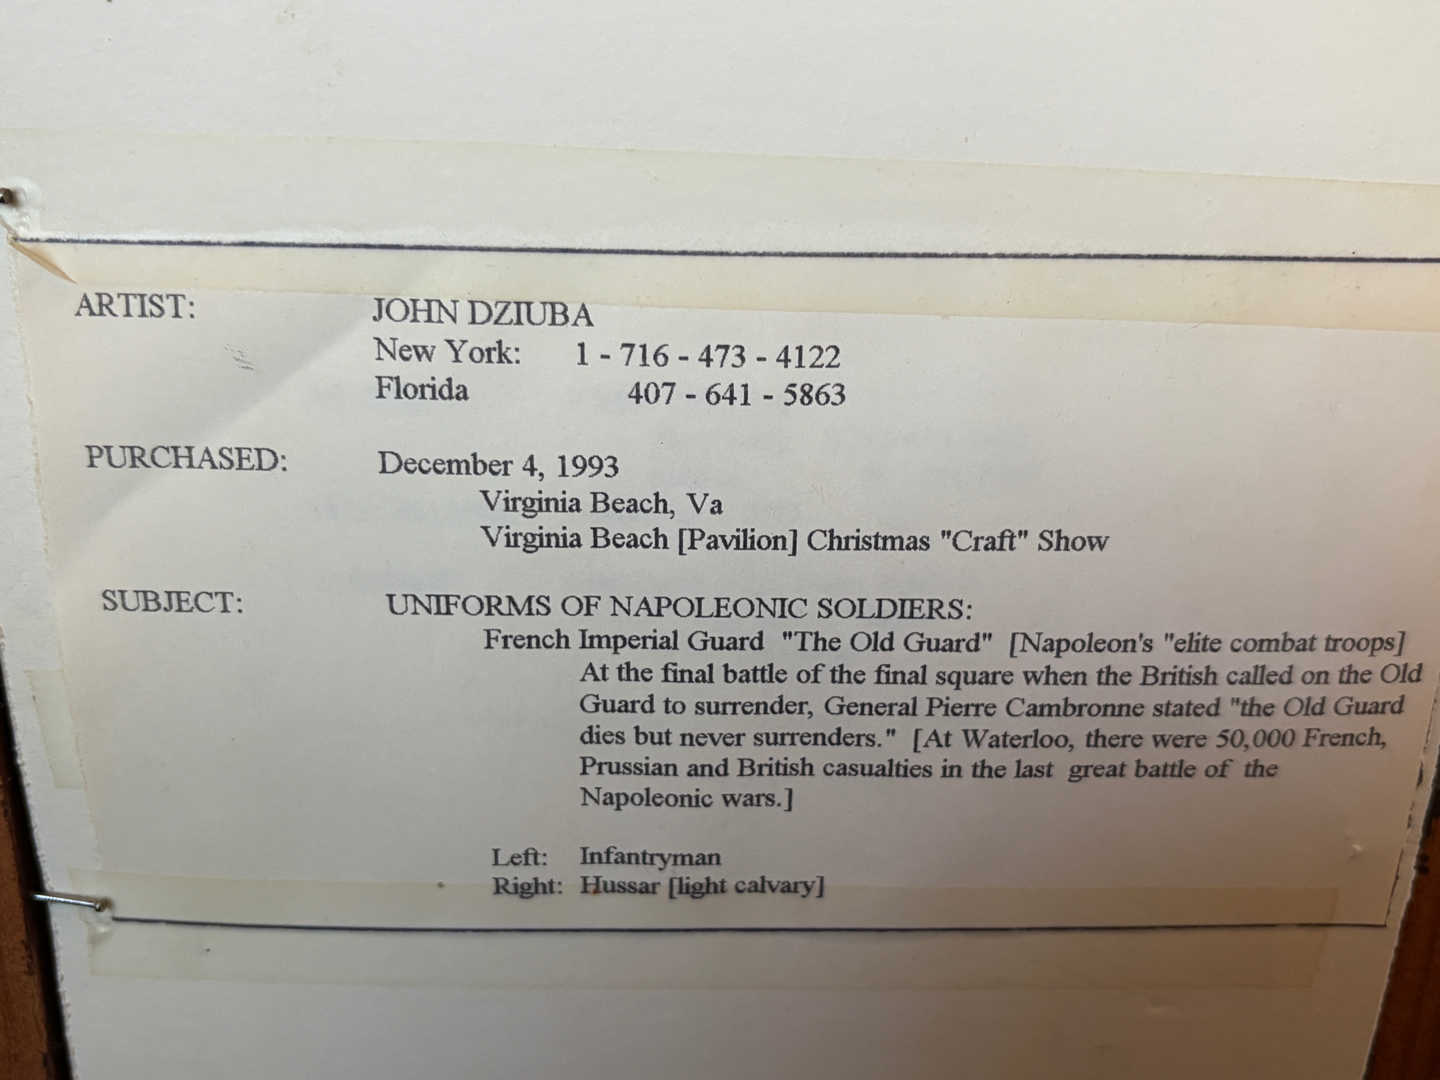 ARTIST: JOHN DZIUBA
New York: 1 - 716 - 473 - 4122
Florida 407 - 641 - 5863
PURCHASED: December 4, 1993
Virginia Beach, Va
Virginia Beach [Pavilion] Christmas "Craft" Show
SUBJECT: UNIFORMS OF NAPOLEONIC SOLDIERS:
French Imperial Guard "The Old Guard" [Napoleon's "elite combat troops]
At the final battle of the final square when the British called on the Old
Guard to surrender, General Pierre Cambronne stated "the Old Guard
dies but never surrenders." [At Waterloo, there were 50,000 French,
Prussian and British casualties in the last great battle of the
Napoleonic wars.]
Left: Infantryman
Right: Hussar [light calvary]